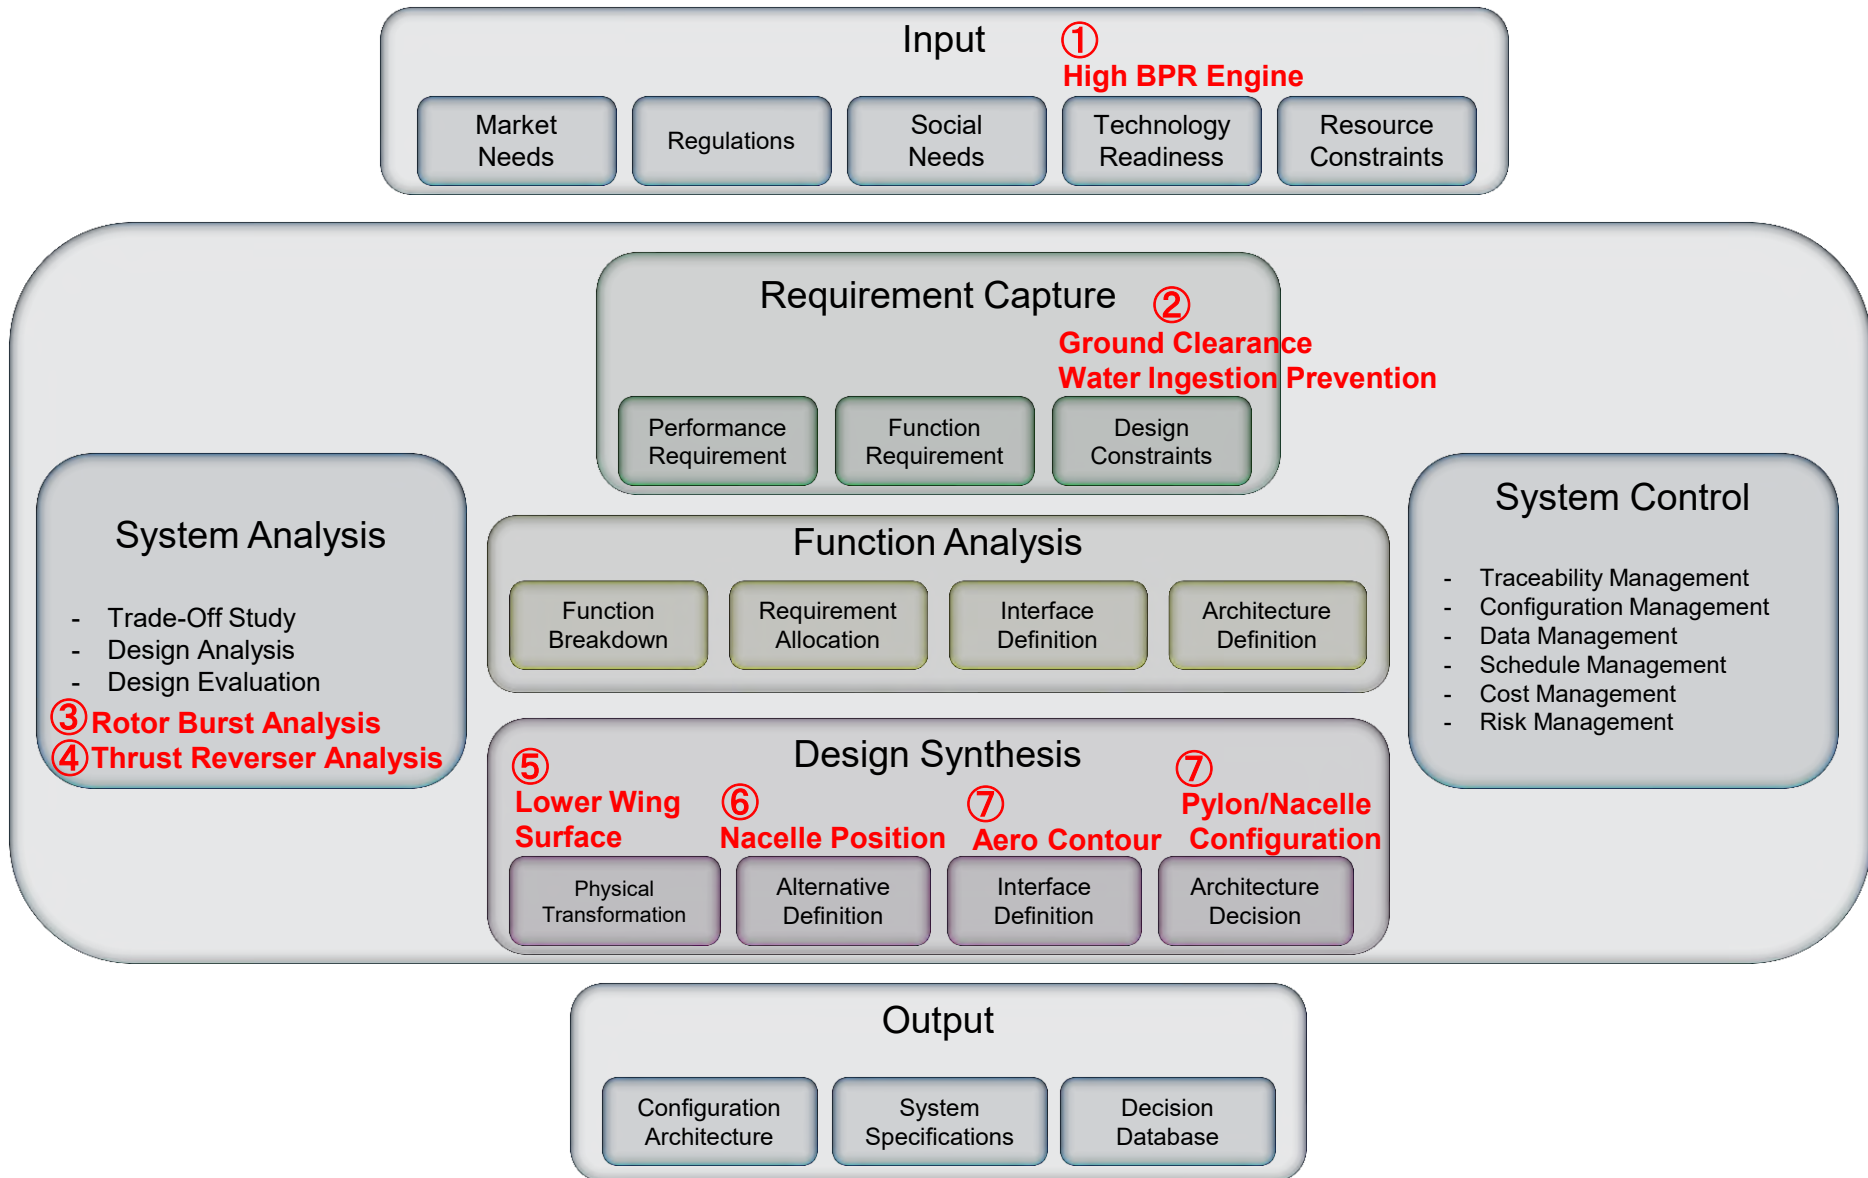 Input
①
High BPR Engine
Market
Needs
Regulations
Social
Needs
Technology
Readiness
Resource
Constraints
Requirement Capture
②
Ground Clearance
Water Ingestion Prevention
Performance
Requirement
Function
Requirement
Design
Constraints
System Analysis
- Trade-Off Study
- Design Analysis
- Design Evaluation
③Rotor Burst Analysis
④Thrust Reverser Analysis
Function Analysis
Function
Breakdown
Requirement
Allocation
Interface
Definition
Architecture
Definition
System Control
- Traceability Management
- Configuration Management
- Data Management
- Schedule Management
- Cost Management
- Risk Management
Design Synthesis
⑤
Lower Wing
Surface
⑥
Nacelle Position
⑦
Aero Contour
⑦
Pylon/Nacelle
Configuration
Physical
Transformation
Alternative
Definition
Interface
Definition
Architecture
Decision
Output
Configuration
Architecture
System
Specifications
Decision
Database